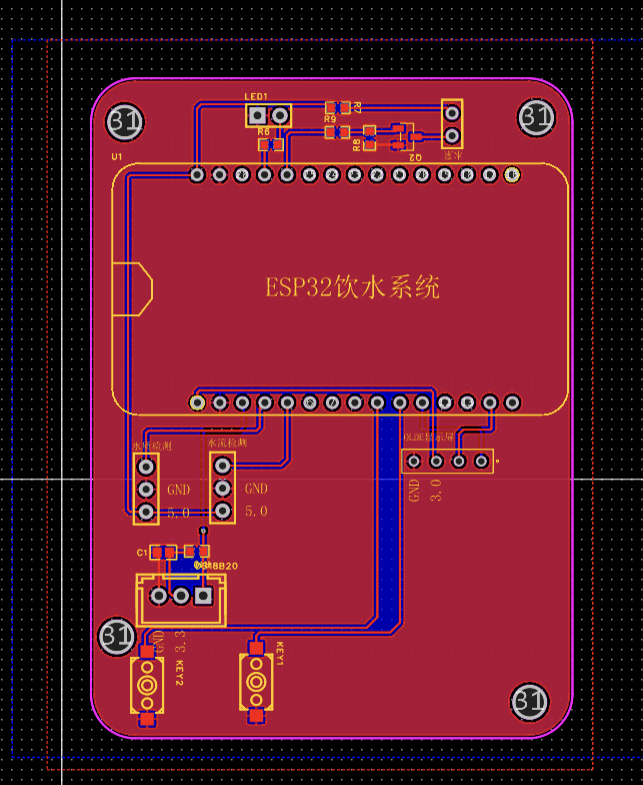 LED1
R7
R9
R6
R8
Q2
31
31
U1
ESP32饮水系统
水质检测
水流检测
OLDE显示屏
GND
GND
GND
3.0
5.0
5.0
C1
DS18B20
31
GND
3.3
KEY2
KEY1
31